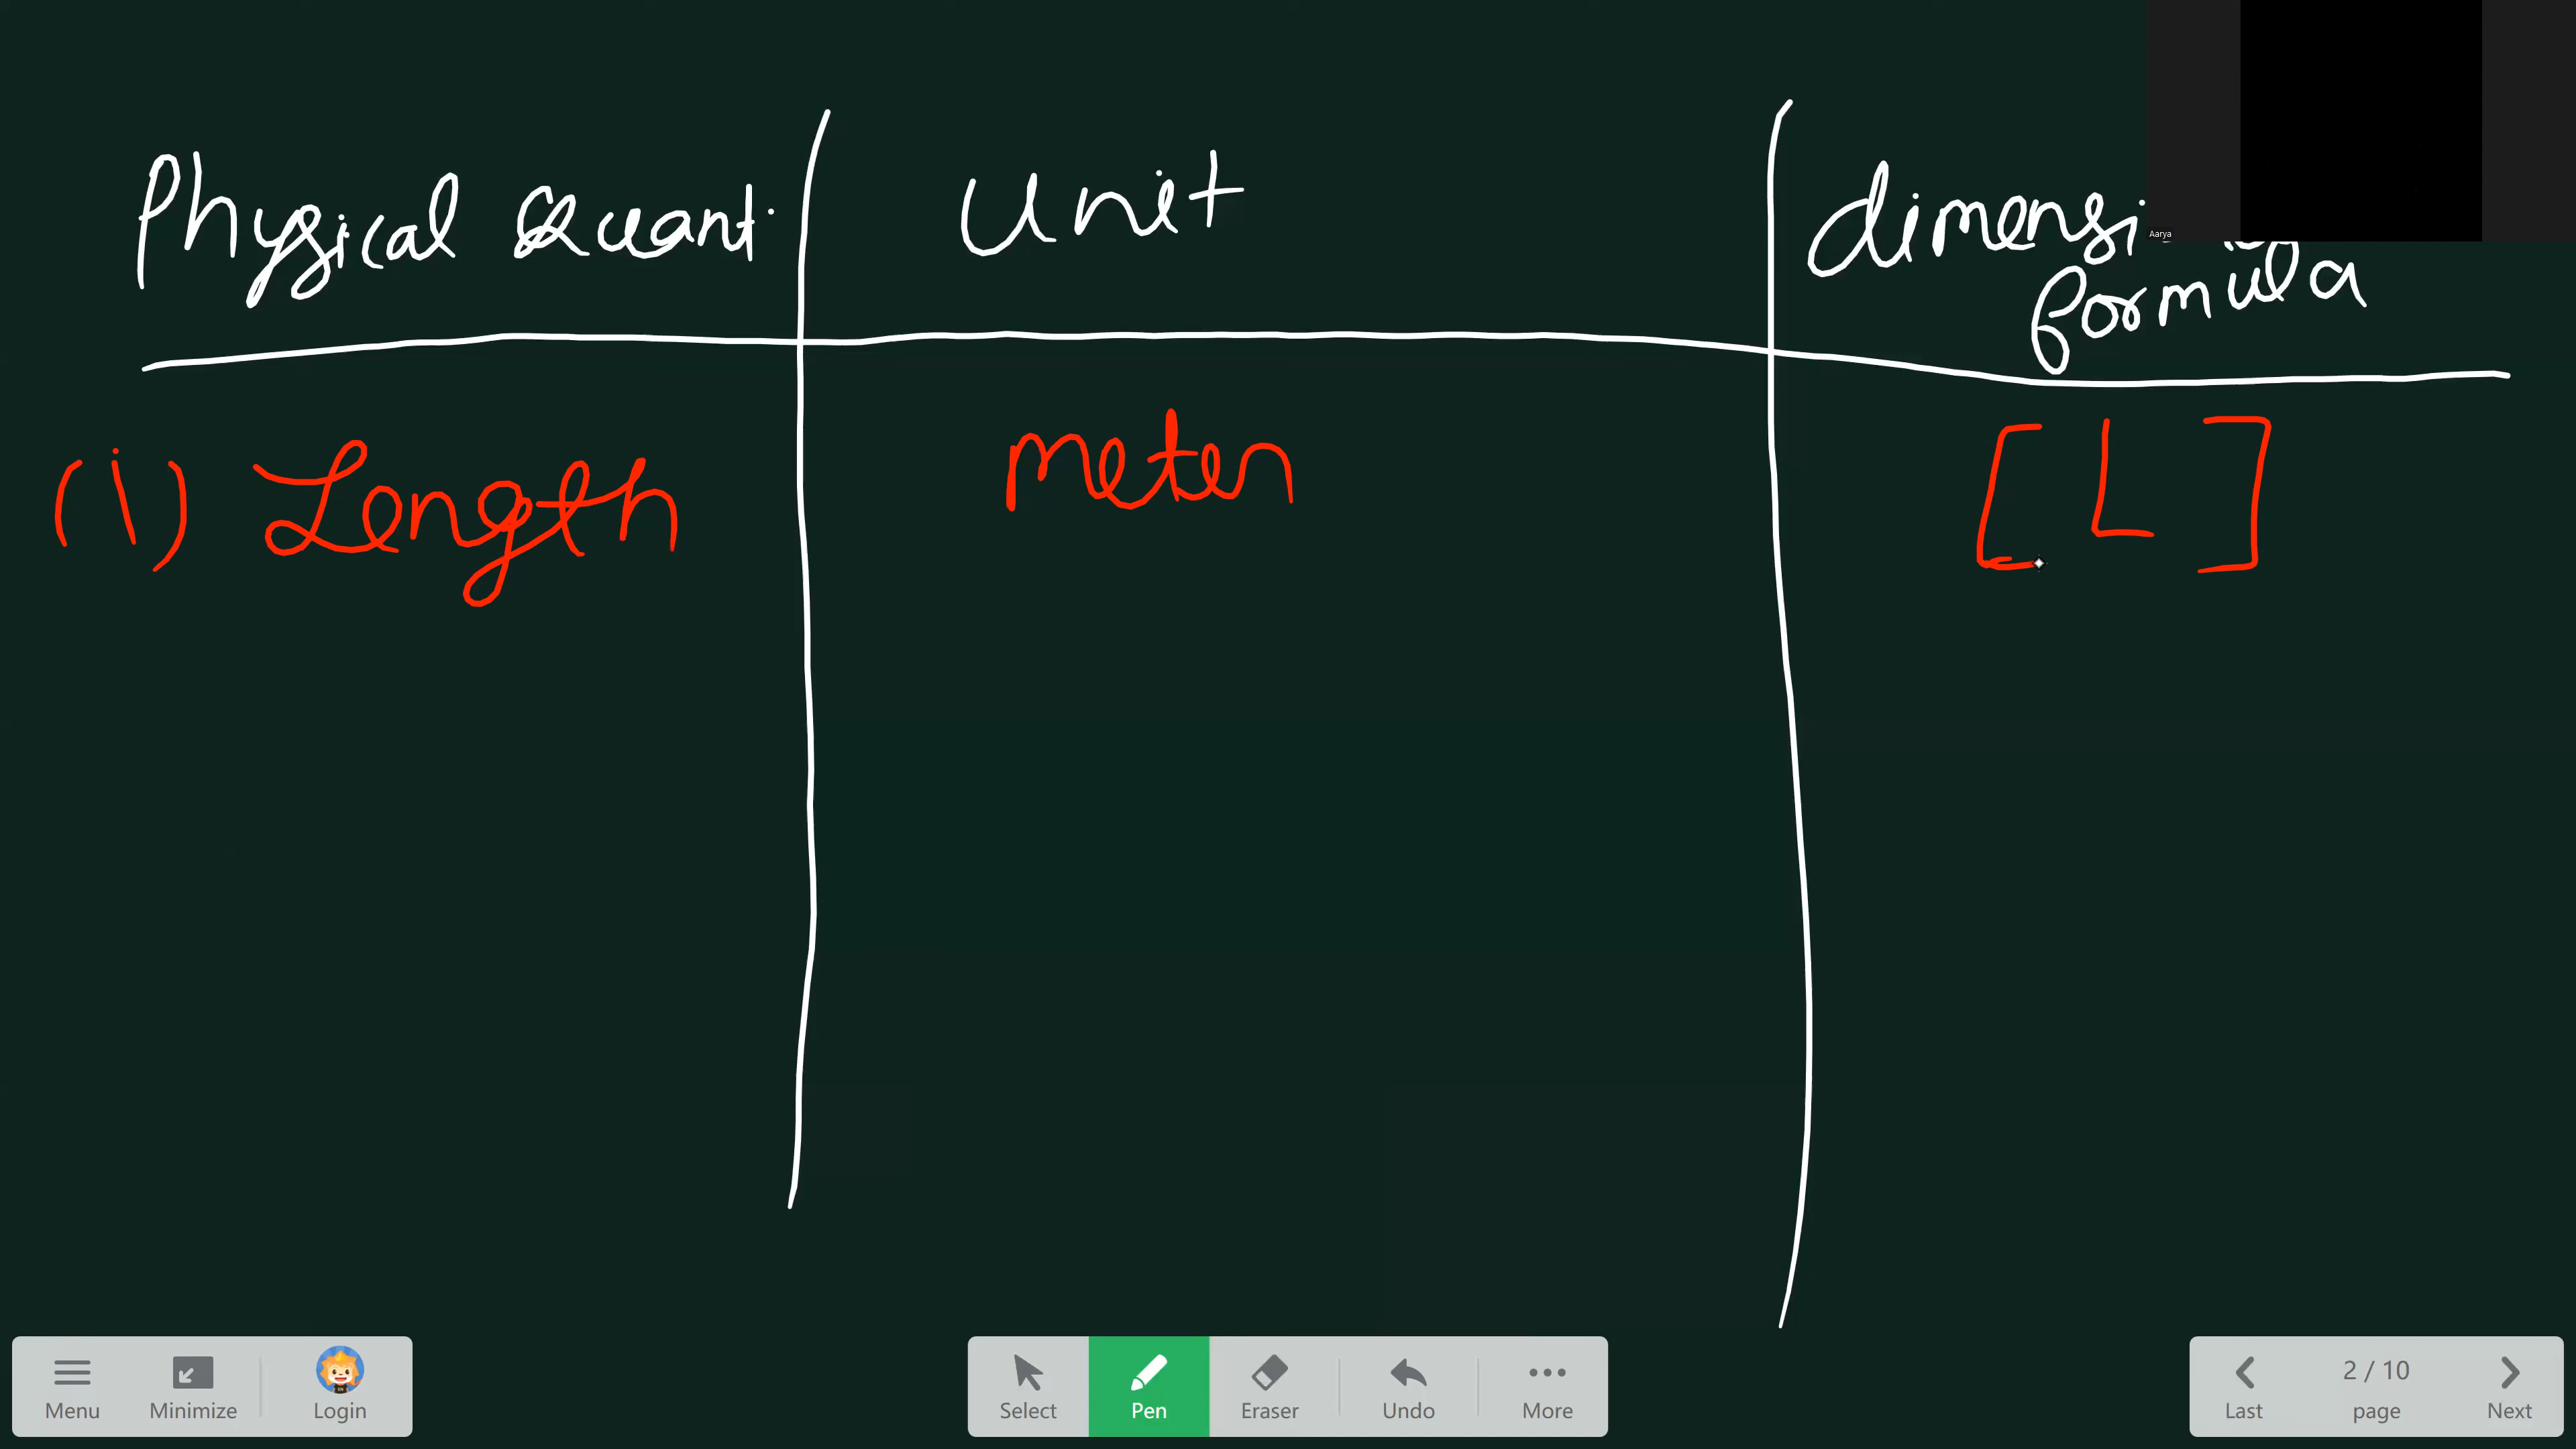 Physical Quant. Unit
formula
(i) Length meter [L]
Aarya
Menu Minimize Login
Select Pen Eraser Undo More
Last 2 / 10 page Next